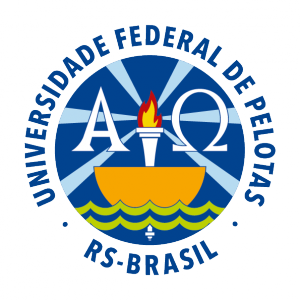 UNIVERSIDADE FEDERAL DE PELOTAS
Α Ω
· RS-BRASIL ·